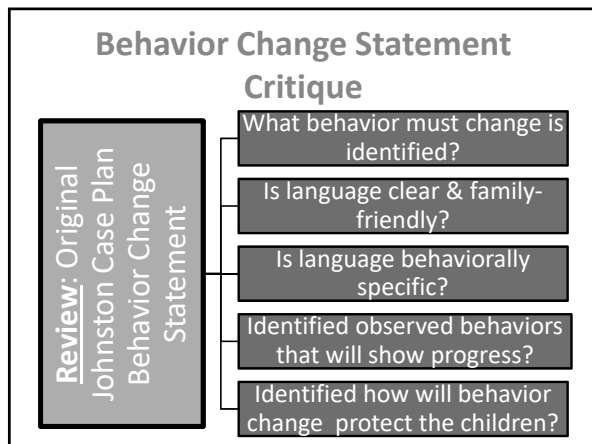 Behavior Change Statement
Critique
Review: Original
Johnston Case Plan
Behavior Change
Statement
What behavior must change is
identified?
Is language clear & family-
friendly?
Is language behaviorally
specific?
Identified observed behaviors
that will show progress?
Identified how will behavior
change protect the children?